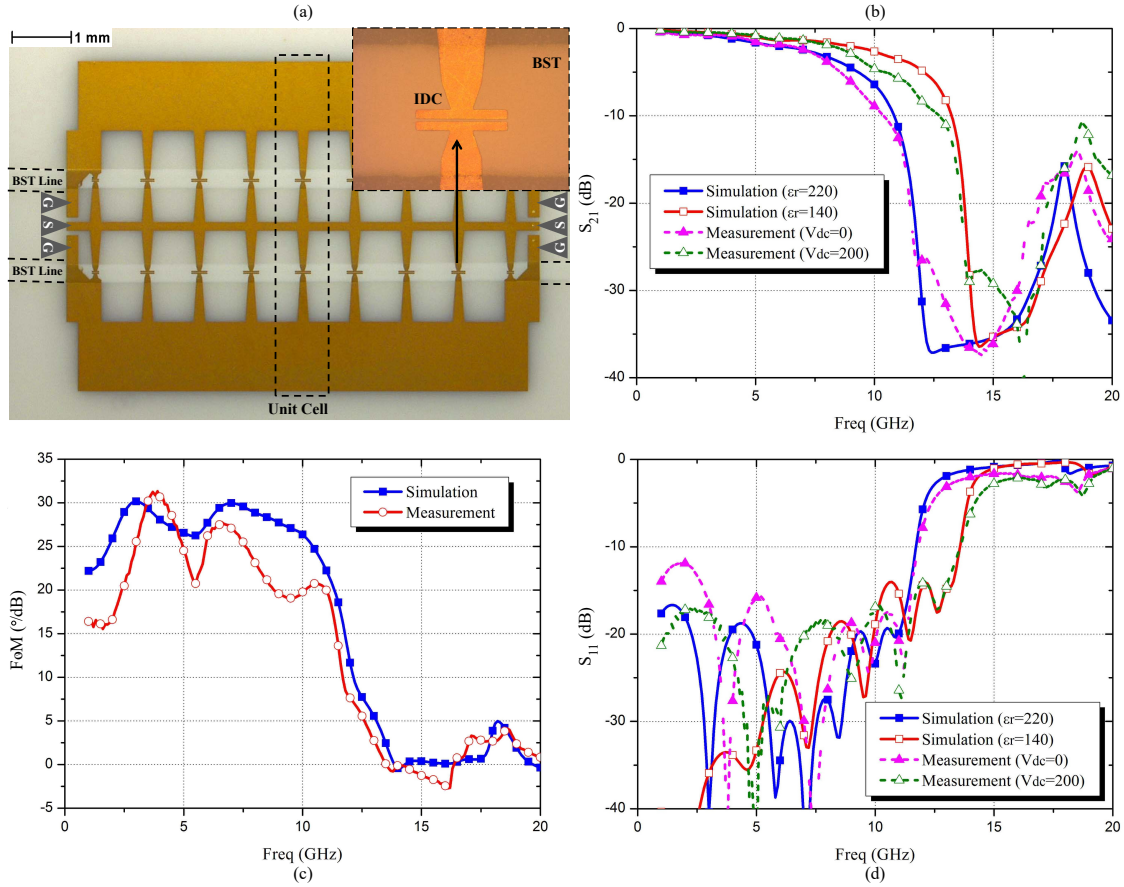 (a)
1 mm
BST
IDC
BST Line
G
S
G
G
S
G
BST Line
Unit Cell
(b)
0
-10
-20
-30
-40
S21 (dB)
Simulation (εr=220)
Simulation (εr=140)
Measurement (Vdc=0)
Measurement (Vdc=200)
0 5 10 15 20
Freq (GHz)
35
30
25
20
15
10
5
0
-5
FoM (°/dB)
Simulation
Measurement
0 5 10 15 20
Freq (GHz)
(c)
0
-10
-20
-30
-40
S11 (dB)
Simulation (εr=220)
Simulation (εr=140)
Measurement (Vdc=0)
Measurement (Vdc=200)
0 5 10 15 20
Freq (GHz)
(d)